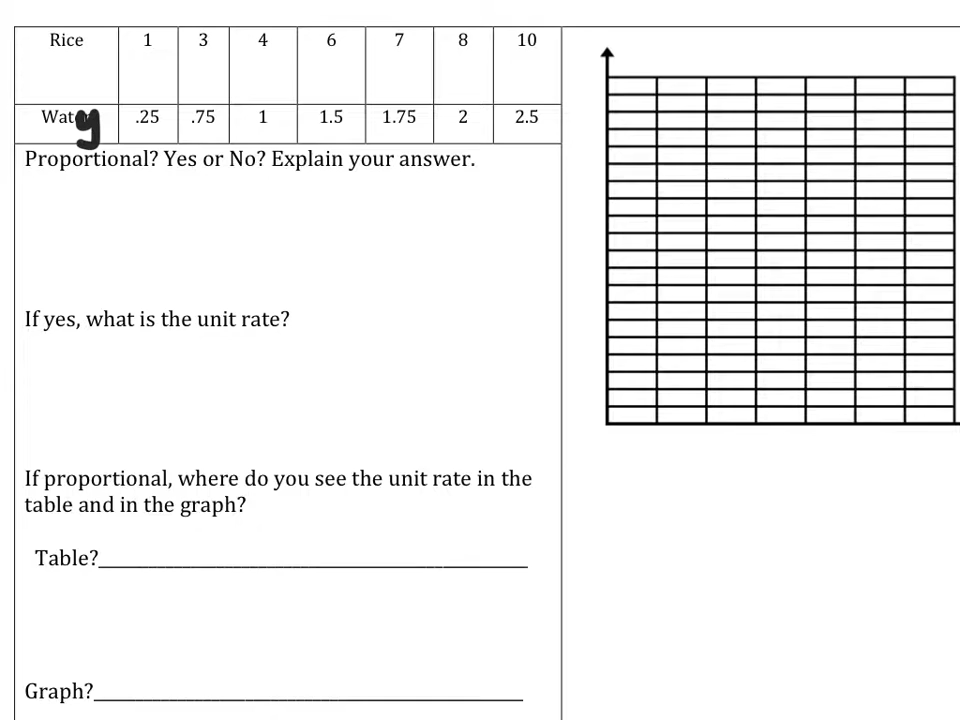 Rice 1 3 4 6 7 8 10
Water .25 .75 1 1.5 1.75 2 2.5
y
Proportional? Yes or No? Explain your answer.
If yes, what is the unit rate?
If proportional, where do you see the unit rate in the
table and in the graph?
Table?
Graph?